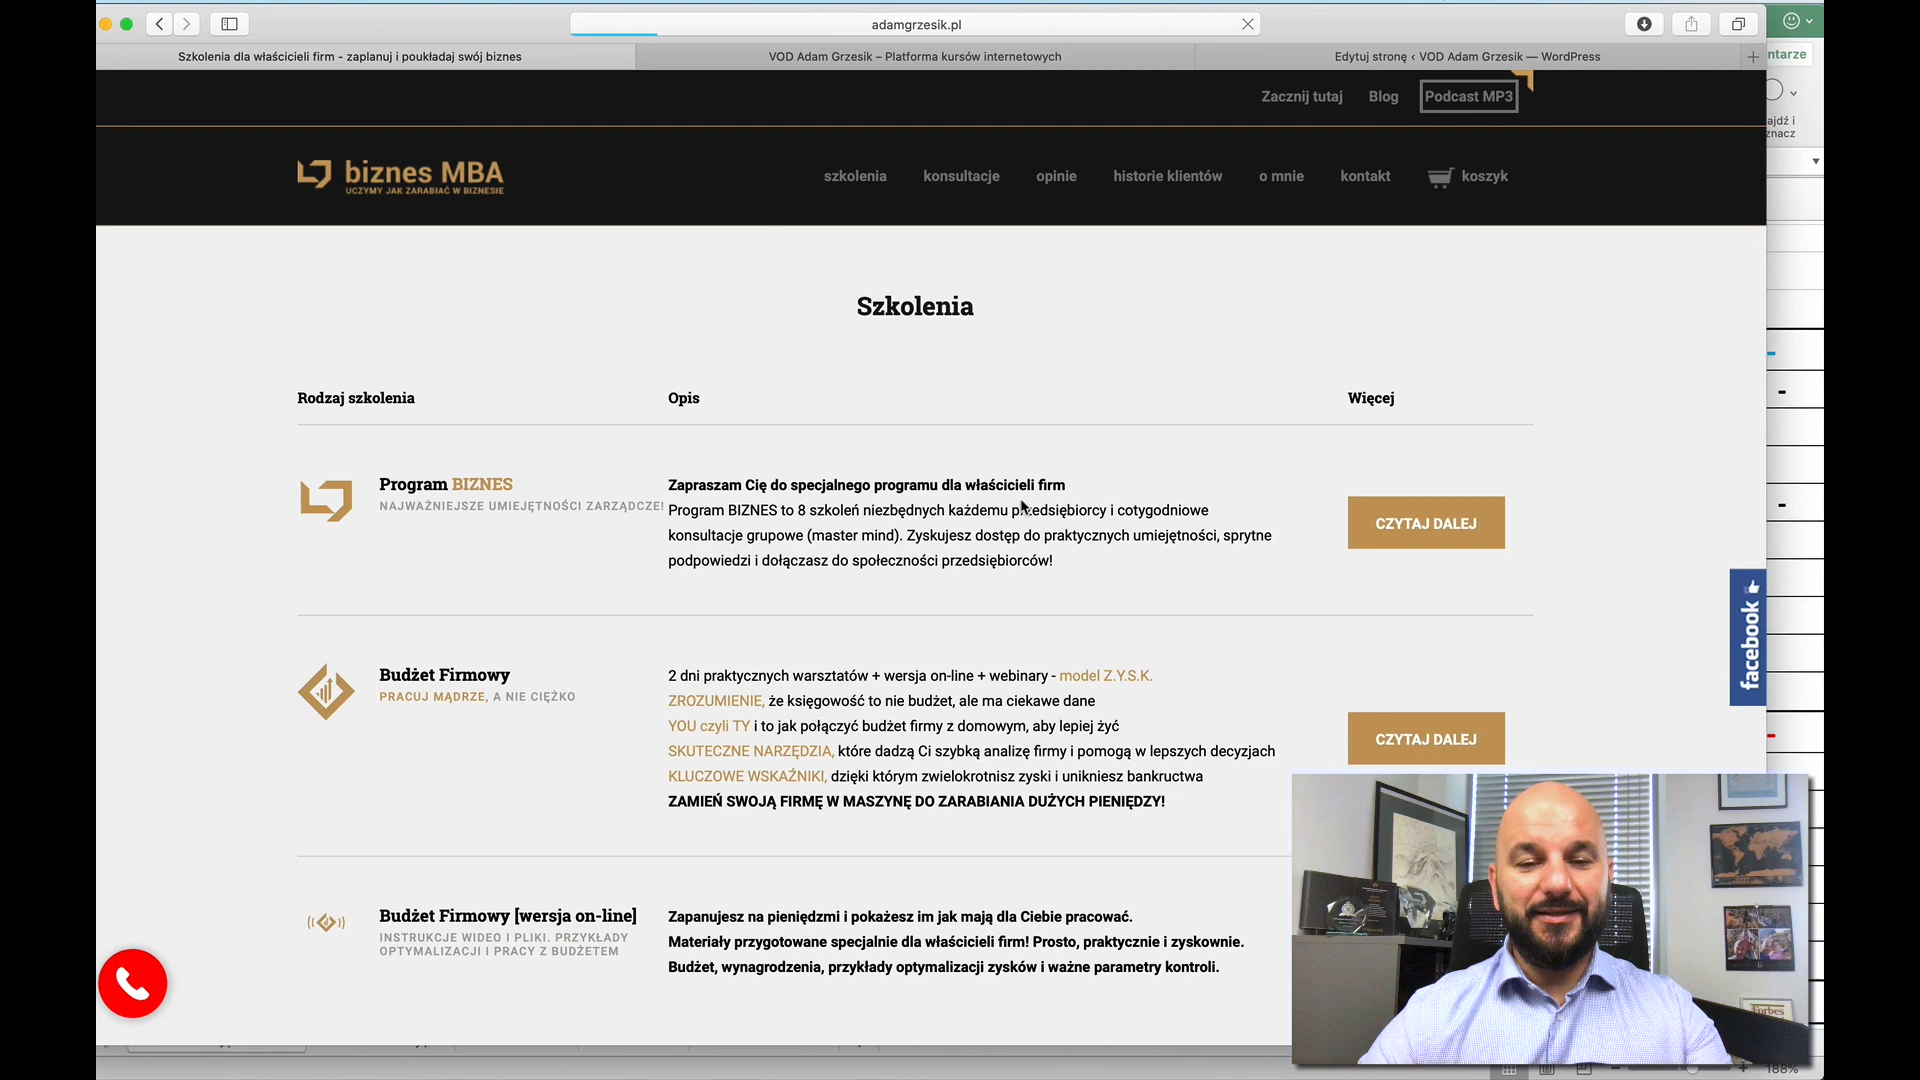 adamgrzesik.pl
Szkolenia dla właścicieli firm - zaplanuj i poukładaj swój biznes
VOD Adam Grzesik – Platforma kursów internetowych
Edytuj stronę ‹ VOD Adam Grzesik — WordPress
ntarze
Zacznij tutaj
Blog
Podcast MP3
ajdź i
znacz
biznes MBA
UCZYMY JAK ZARABIAĆ W BIZNESIE
szkolenia
konsultacje
opinie
historie klientów
o mnie
kontakt
koszyk
Szkolenia
Rodzaj szkolenia
Opis
Więcej
Program BIZNES
NAJWAŻNIEJSZE UMIEJĘTNOŚCI ZARZĄDCZE!
Zapraszam Cię do specjalnego programu dla właścicieli firm
Program BIZNES to 8 szkoleń niezbędnych każdemu przedsiębiorcy i cotygodniowe
konsultacje grupowe (master mind). Zyskujesz dostęp do praktycznych umiejętności, sprytne
podpowiedzi i dołączasz do społeczności przedsiębiorców!
CZYTAJ DALEJ
Budżet Firmowy
PRACUJ MĄDRZE, A NIE CIĘŻKO
2 dni praktycznych warsztatów + wersja on-line + webinary - model Z.Y.S.K.
ZROZUMIENIE, że księgowość to nie budżet, ale ma ciekawe dane
YOU czyli TY i to jak połączyć budżet firmy z domowym, aby lepiej żyć
SKUTECZNE NARZĘDZIA, które dadzą Ci szybką analizę firmy i pomogą w lepszych decyzjach
KLUCZOWE WSKAŹNIKI, dzięki którym zwielokrotnisz zyski i unikniesz bankructwa
ZAMIEŃ SWOJĄ FIRMĘ W MASZYNĘ DO ZARABIANIA DUŻYCH PIENIĘDZY!
CZYTAJ DALEJ
facebook
Budżet Firmowy [wersja on-line]
INSTRUKCJE WIDEO I PLIKI. PRZYKŁADY
OPTYMALIZACJI I PRACY Z BUDŻETEM
Zapanujesz na pieniędzmi i pokażesz im jak mają dla Ciebie pracować.
Materiały przygotowane specjalnie dla właścicieli firm! Prosto, praktycznie i zyskownie.
Budżet, wynagrodzenia, przykłady optymalizacji zysków i ważne parametry kontroli.
Forbes
188%